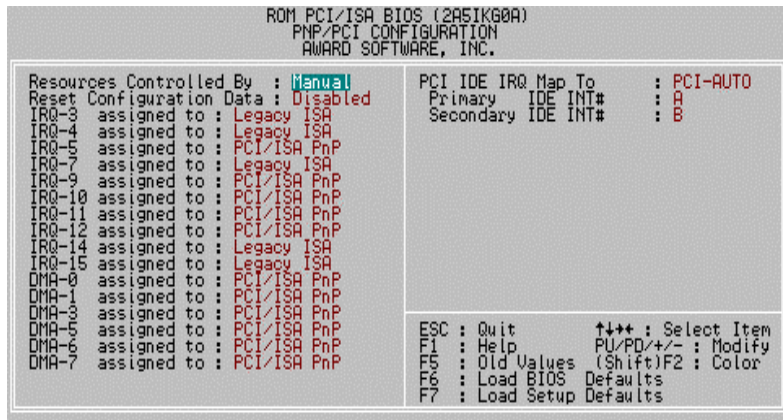 ROM PCI/ISA BIOS (2A5IKG0A)
PNP/PCI CONFIGURATION
AWARD SOFTWARE, INC.
Resources Controlled By : Manual
Reset Configuration Data : Disabled
IRQ-3 assigned to : Legacy ISA
IRQ-4 assigned to : Legacy ISA
IRQ-5 assigned to : PCI/ISA PnP
IRQ-7 assigned to : Legacy ISA
IRQ-9 assigned to : PCI/ISA PnP
IRQ-10 assigned to : PCI/ISA PnP
IRQ-11 assigned to : PCI/ISA PnP
IRQ-12 assigned to : PCI/ISA PnP
IRQ-14 assigned to : Legacy ISA
IRQ-15 assigned to : Legacy ISA
DMA-0 assigned to : PCI/ISA PnP
DMA-1 assigned to : PCI/ISA PnP
DMA-3 assigned to : PCI/ISA PnP
DMA-5 assigned to : PCI/ISA PnP
DMA-6 assigned to : PCI/ISA PnP
DMA-7 assigned to : PCI/ISA PnP
PCI IDE IRQ Map To : PCI-AUTO
Primary IDE INT# : A
Secondary IDE INT# : B
ESC : Quit ↑↓→← : Select Item
F1 : Help PU/PD/+/- : Modify
F5 : Old Values (Shift)F2 : Color
F6 : Load BIOS Defaults
F7 : Load Setup Defaults